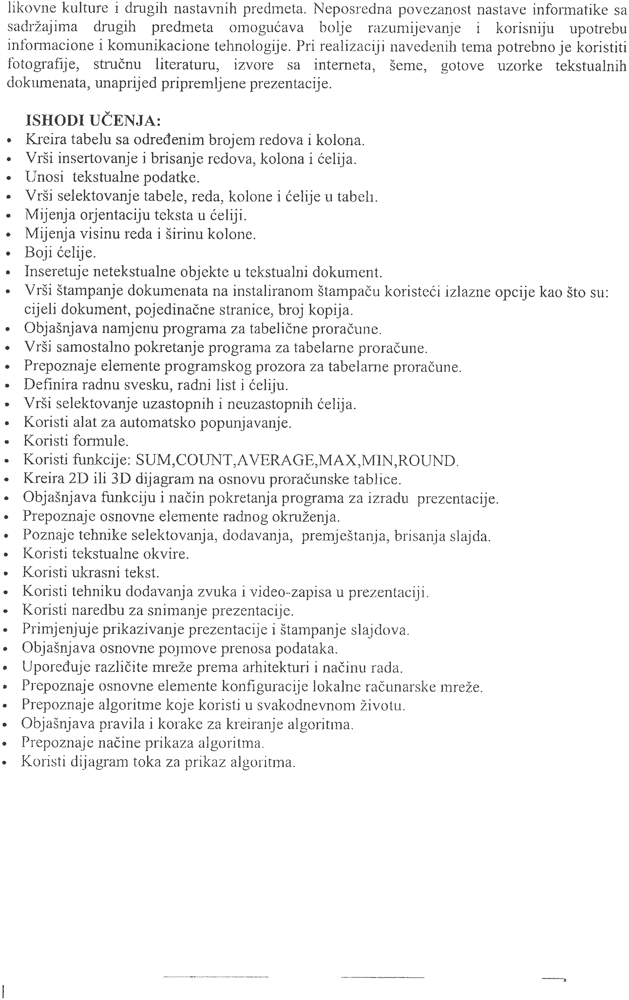 likovne kulture i drugih nastavnih predmeta. Neposredna povezanost nastave informatike sa
sadržajima drugih predmeta omogućava bolje razumijevanje i korisniju upotrebu
informacione i komunikacione tehnologije. Pri realizaciji navedenih tema potrebno je koristiti
fotografije, stručnu literaturu, izvore sa interneta, šeme, gotove uzorke tekstualnih
dokumenata, unaprijed pripremljene prezentacije.
ISHODI UČENJA:
• Kreira tabelu sa određenim brojem redova i kolona.
• Vrši insertovanje i brisanje redova, kolona i ćelija.
• Unosi tekstualne podatke.
• Vrši selektovanje tabele, reda, kolone i ćelije u tabeli.
• Mijenja orjentaciju teksta u ćeliji.
• Mijenja visinu reda i širinu kolone.
• Boji ćelije.
• Inseretuje netekstualne objekte u tekstualni dokument.
• Vrši štampanje dokumenata na instaliranom štampaču koristeći izlazne opcije kao što su:
cijeli dokument, pojedinačne stranice, broj kopija.
• Objašnjava namjenu programa za tabelične proračune.
• Vrši samostalno pokretanje programa za tabelarne proračune.
• Prepoznaje elemente programskog prozora za tabelarne proračune.
• Definira radnu svesku, radni list i ćeliju.
• Vrši selektovanje uzastopnih i neuzastopnih ćelija.
• Koristi alat za automatsko popunjavanje.
• Koristi formule.
• Koristi funkcije: SUM,COUNT,AVERAGE,MAX,MIN,ROUND.
• Kreira 2D ili 3D dijagram na osnovu proračunske tablice.
• Objašnjava funkciju i način pokretanja programa za izradu prezentacije.
• Prepoznaje osnovne elemente radnog okruženja.
• Poznaje tehnike selektovanja, dodavanja, premještanja, brisanja slajda.
• Koristi tekstualne okvire.
• Koristi ukrasni tekst.
• Koristi tehniku dodavanja zvuka i video-zapisa u prezentaciji.
• Koristi naredbu za snimanje prezentacije.
• Primjenjuje prikazivanje prezentacije i štampanje slajdova.
• Objašnjava osnovne pojmove prenosa podataka.
• Upoređuje različite mreže prema arhitekturi i načinu rada.
• Prepoznaje osnovne elemente konfiguracije lokalne računarske mreže.
• Prepoznaje algoritme koje koristi u svakodnevnom životu.
• Objašnjava pravila i korake za kreiranje algoritma.
• Prepoznaje načine prikaza algoritma.
• Koristi dijagram toka za prikaz algoritma.